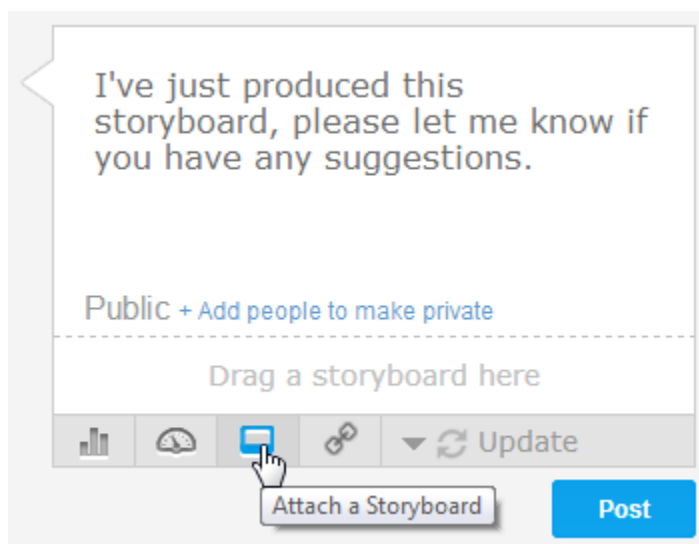 I've just produced this
storyboard, please let me know if
you have any suggestions.
Public + Add people to make private
Drag a storyboard here
Update
Attach a Storyboard
Post